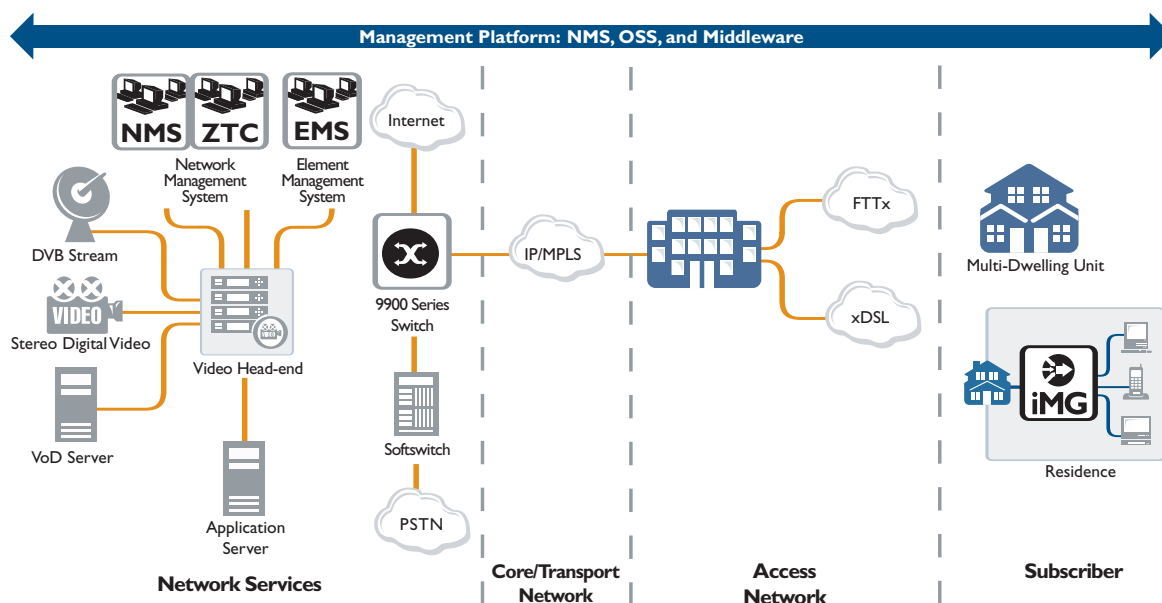 Management Platform: NMS, OSS, and Middleware
NMS
ZTC
EMS
Network
Management
System
Element
Management
System
Internet
DVB Stream
VIDEO
Stereo Digital Video
Video Head-end
VoD Server
Application
Server
9900 Series
Switch
Softswitch
PSTN
IP/MPLS
FTTx
xDSL
Multi-Dwelling Unit
iMG
Residence
Network Services
Core/Transport
Network
Access
Network
Subscriber